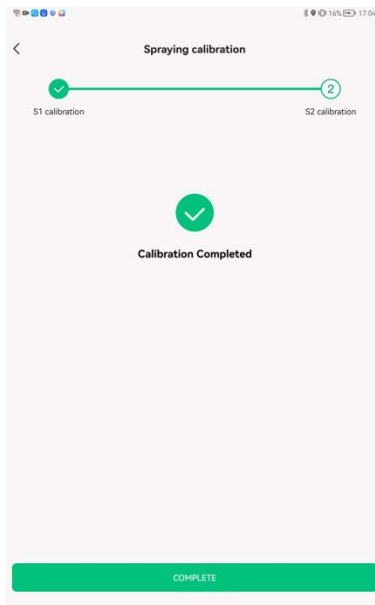 16% 17:04
Spraying calibration
2
S1 calibration S2 calibration
Calibration Completed
COMPLETE